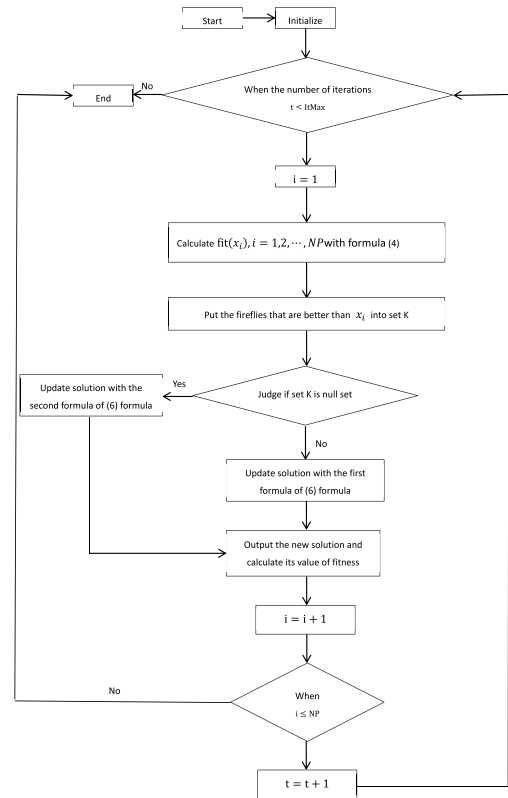 Start
Initialize
When the number of iterations
t ≤ ItMax
No
End
i = 1
Calculate fit(x_i), i = 1,2, ⋯, NP with formula (4)
Put the fireflies that are better than x_i into set K
Judge if set K is null set
Yes
Update solution with the
second formula of (6) formula
No
Update solution with the first
formula of (6) formula
Output the new solution and
calculate its value of fitness
i = i + 1
When
i ≤ NP
No
t = t + 1